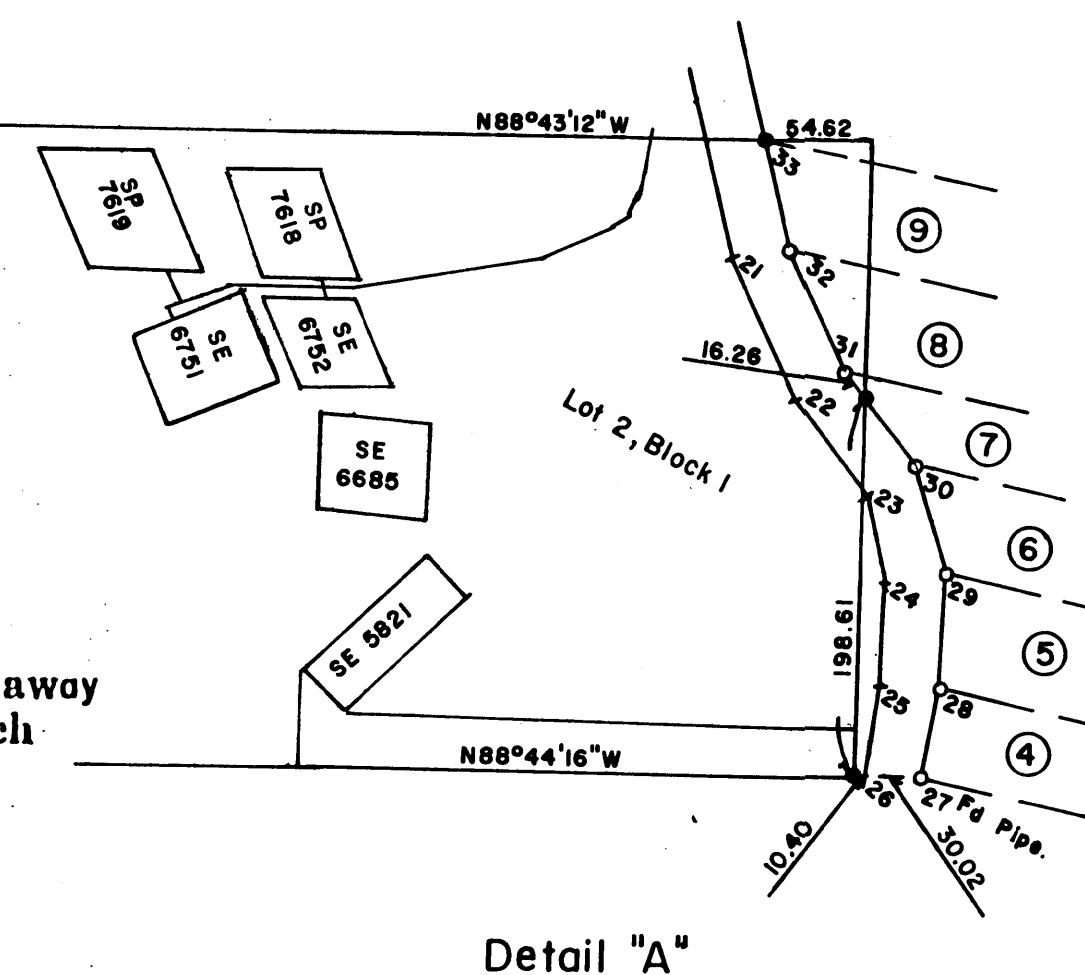 N88°43'12"W
54.62
33
SP
7619
SP
7618
9
32
21
SE
6751
SE
6752
31
8
16.26
22
Lot 2, Block 1
7
SE
6685
30
23
6
24
29
198.61
SE 5821
5
away
25
28
ch
N88°44'16"W
4
26
27 Fd Pipe.
10.40
30.02
Detail "A"